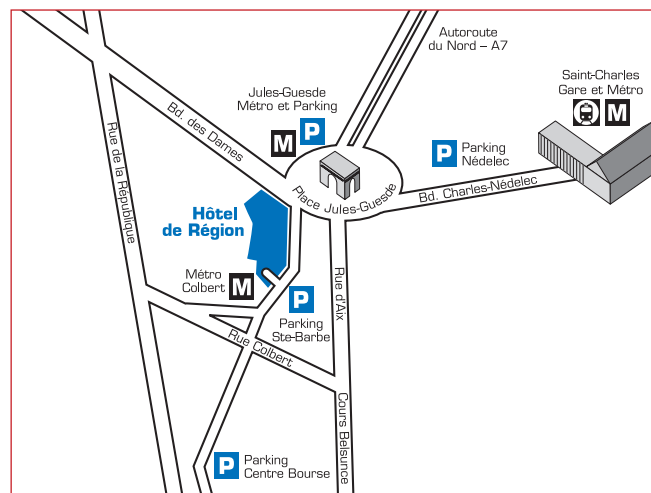 Autoroute
du Nord – A7
Saint-Charles
Gare et Métro
M
Jules-Guesde
Métro et Parking
M
P
P
Parking
Nédelec
Bd. des Dames
Rue de la République
Place Jules-Guesde
Bd. Charles-Nédelec
Hôtel
de Région
Métro
Colbert
M
P
Parking
Ste-Barbe
Rue d'Aix
Rue Colbert
Cours Belsunce
P
Parking
Centre Bourse